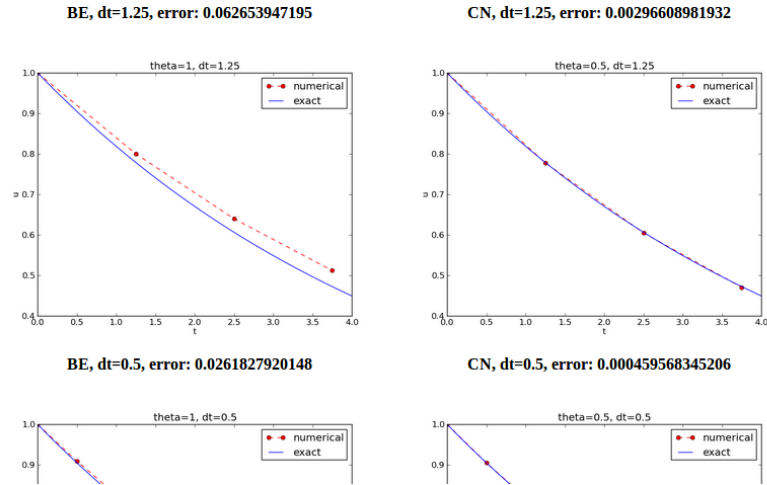 BE, dt=1.25, error: 0.062653947195
CN, dt=1.25, error: 0.00296608981932
theta=1, dt=1.25
1.0
0.9
0.8
0.7
0.6
0.5
0.4
u
numerical
exact
0.0 0.5 1.0 1.5 2.0 2.5 3.0 3.5 4.0
t
theta=0.5, dt=1.25
1.0
0.9
0.8
0.7
0.6
0.5
0.4
u
numerical
exact
0.0 0.5 1.0 1.5 2.0 2.5 3.0 3.5 4.0
t
BE, dt=0.5, error: 0.0261827920148
CN, dt=0.5, error: 0.000459568345206
theta=1, dt=0.5
1.0
0.9
numerical
exact
theta=0.5, dt=0.5
1.0
0.9
numerical
exact